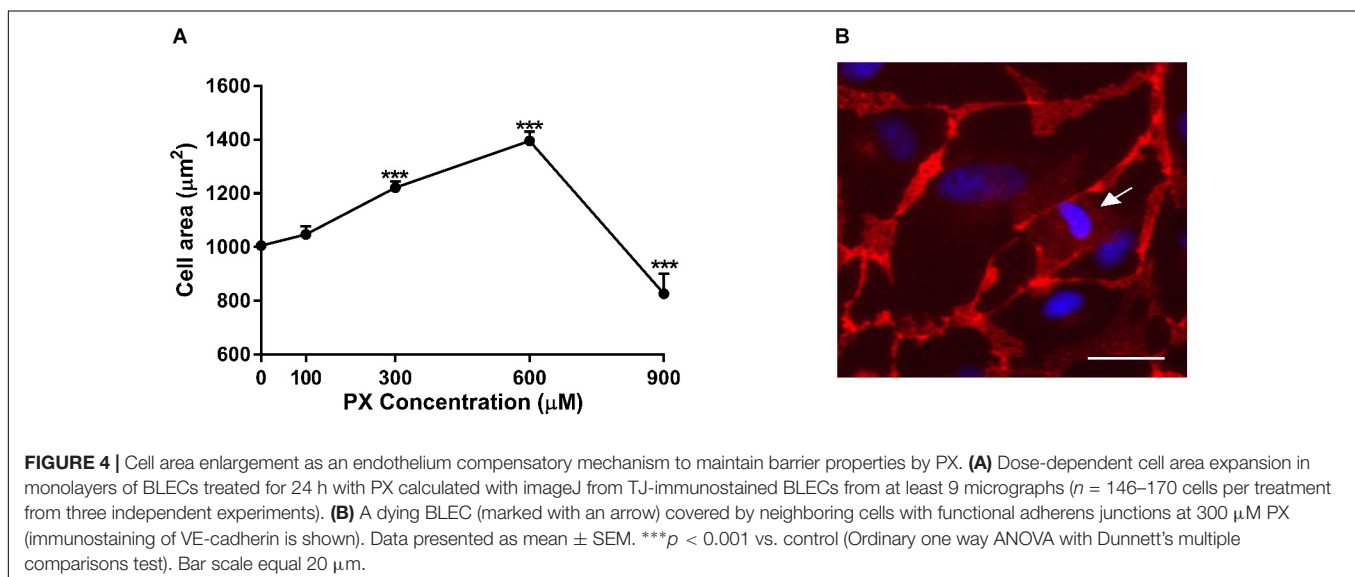 A
B
1600
1400
1200
1000
800
600
Cell area (μm²)
***
***
***
0 100 300 600 900
PX Concentration (μM)
FIGURE 4 | Cell area enlargement as an endothelium compensatory mechanism to maintain barrier properties by PX. (A) Dose-dependent cell area expansion in
monolayers of BLECs treated for 24 h with PX calculated with imageJ from TJ-immunostained BLECs from at least 9 micrographs (n = 146–170 cells per treatment
from three independent experiments). (B) A dying BLEC (marked with an arrow) covered by neighboring cells with functional adherens junctions at 300 μM PX
(immunostaining of VE-cadherin is shown). Data presented as mean ± SEM. ***p < 0.001 vs. control (Ordinary one way ANOVA with Dunnett's multiple
comparisons test). Bar scale equal 20 μm.